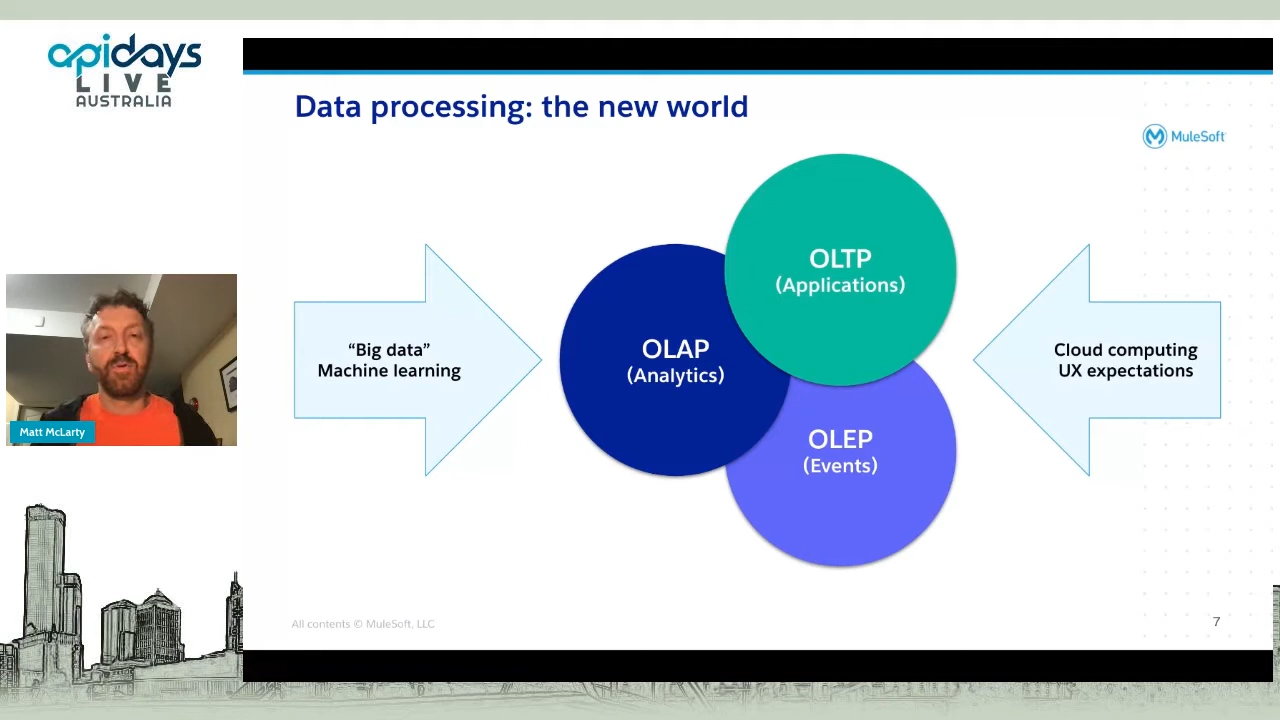 apidays
LIVE
AUSTRALIA
Data processing: the new world
MuleSoft
OLTP
(Applications)
“Big data”
Machine learning
OLAP
(Analytics)
Cloud computing
UX expectations
OLEP
(Events)
Matt McLarty
All contents © MuleSoft, LLC
7